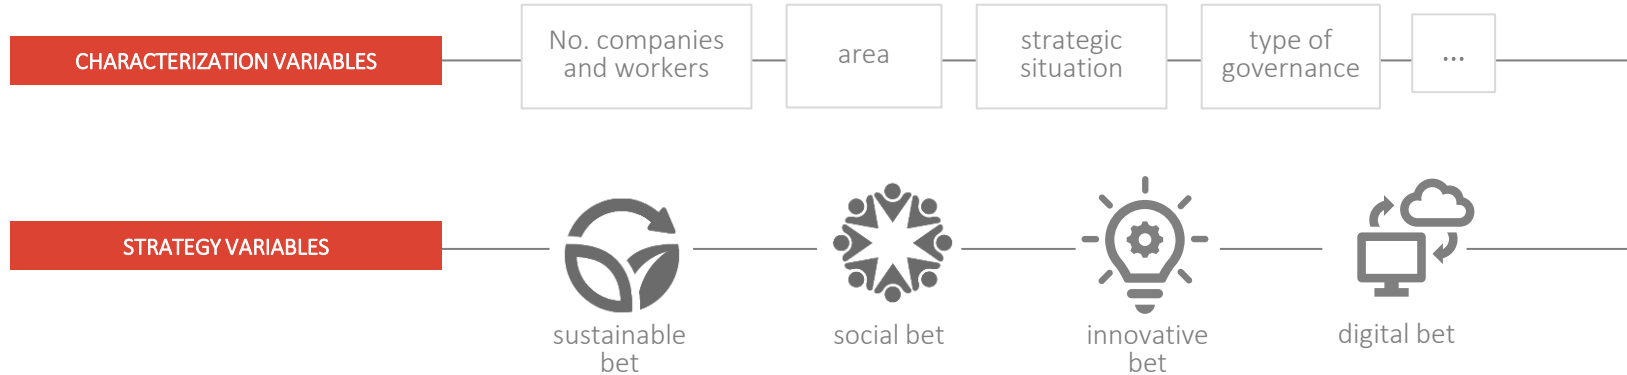 CHARACTERIZATION VARIABLES
No. companies
and workers
area
strategic
situation
type of
governance
...
STRATEGY VARIABLES
sustainable
bet
social bet
innovative
bet
digital bet